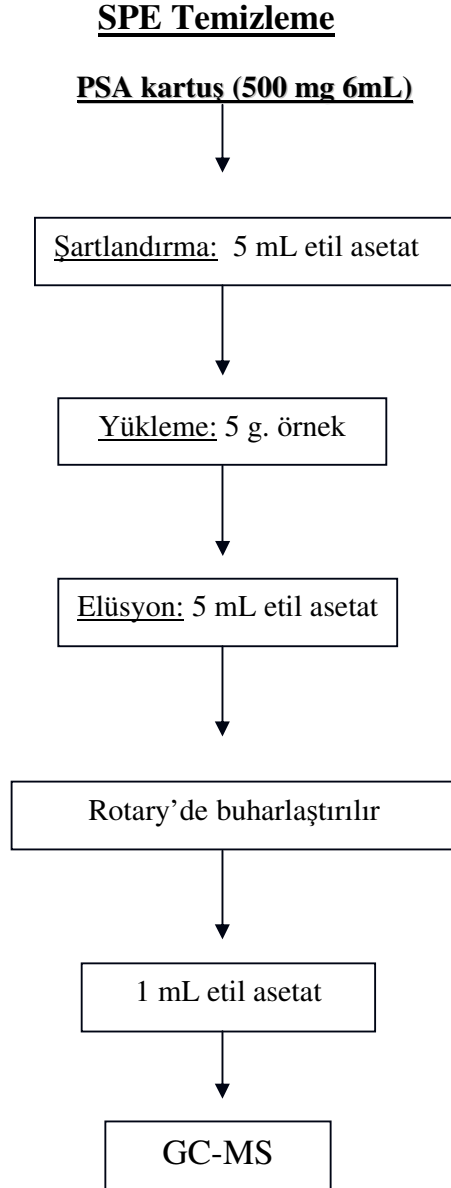 SPE Temizleme
PSA kartuş (500 mg 6mL)
Şartlandırma: 5 mL etil asetat
Yükleme: 5 g. örnek
Elüsyon: 5 mL etil asetat
Rotary’de buharlaştırılır
1 mL etil asetat
GC-MS